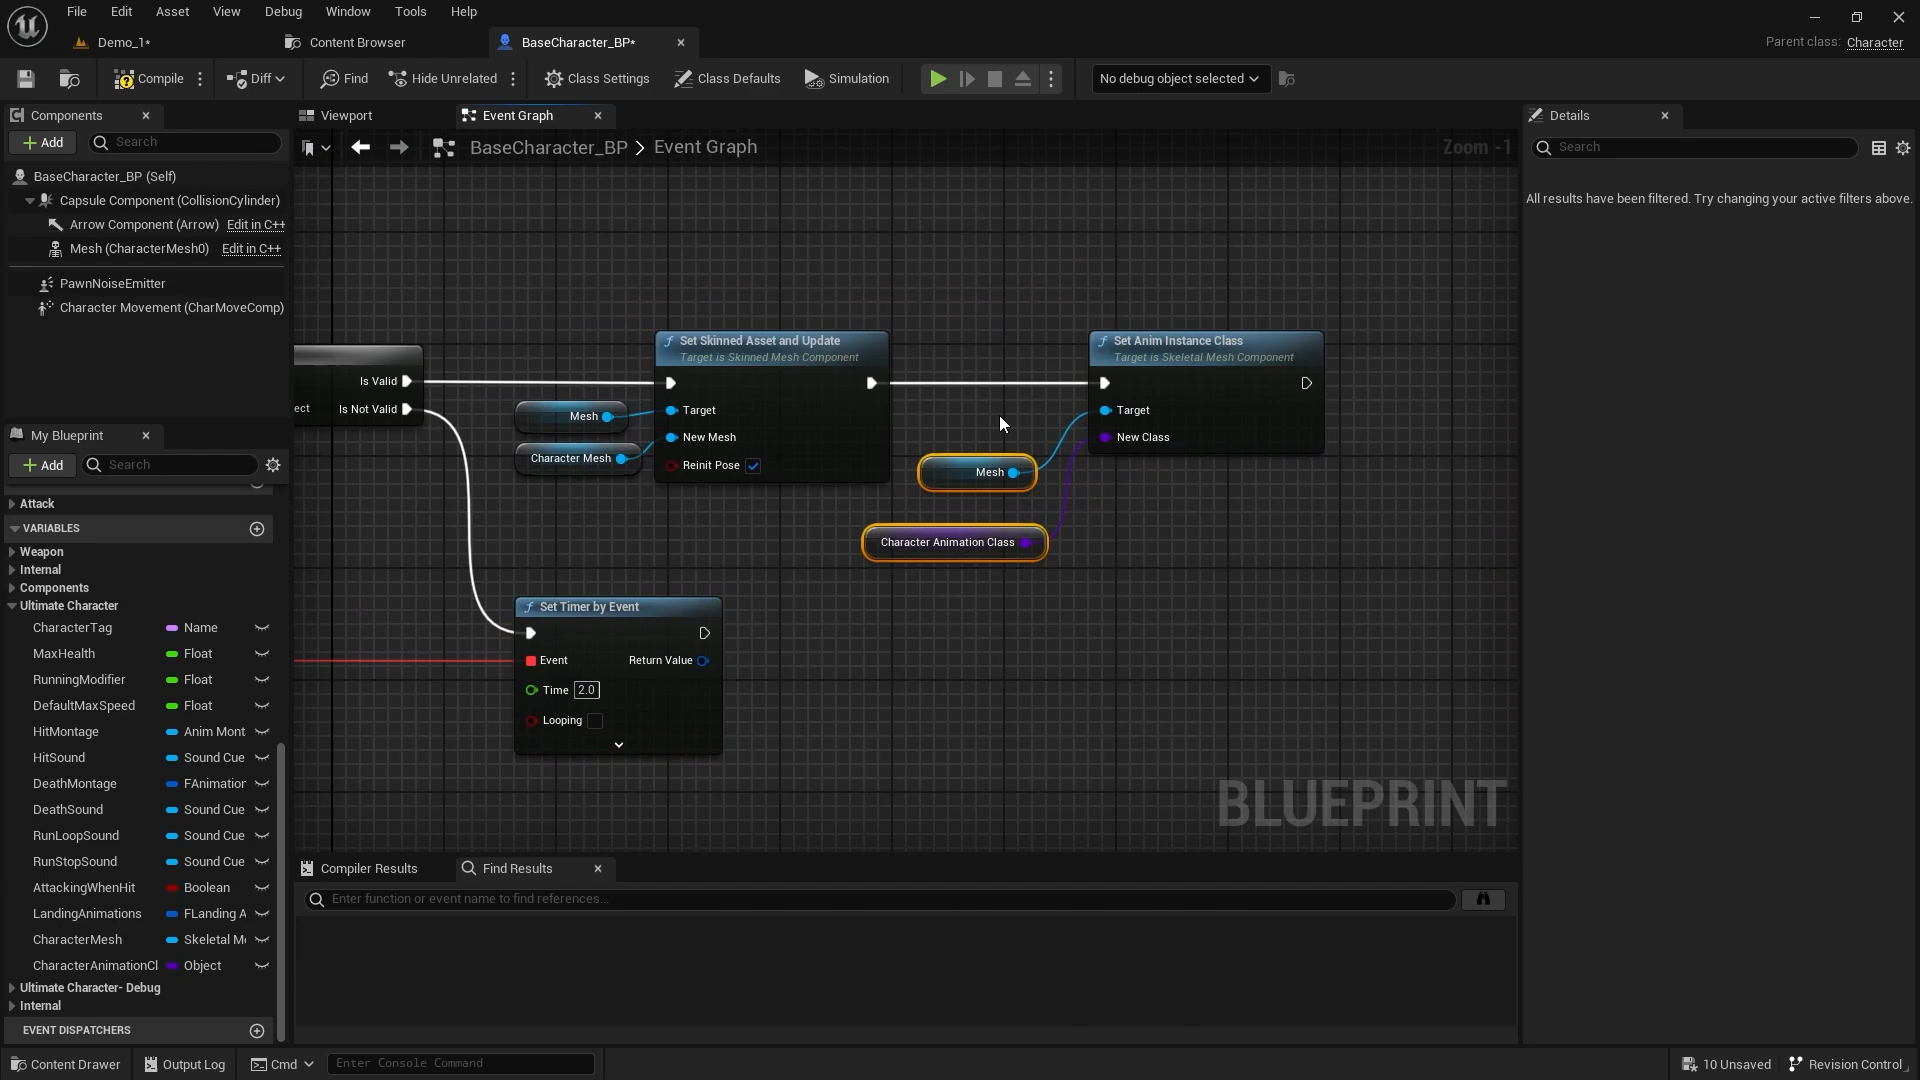 File Edit Asset View Debug Window Tools Help
Demo_1*
Content Browser
BaseCharacter_BP*
Parent class: Character
Compile
Diff
Find
Hide Unrelated
Class Settings
Class Defaults
Simulation
No debug object selected
Components
Add
Search
BaseCharacter_BP (Self)
Capsule Component (CollisionCylinder)
Arrow Component (Arrow) Edit in C++
Mesh (CharacterMesh0) Edit in C++
PawnNoiseEmitter
Character Movement (CharMoveComp)
My Blueprint
Add
Search
Attack
VARIABLES
Weapon
Internal
Components
Ultimate Character
CharacterTag Name
MaxHealth Float
RunningModifier Float
DefaultMaxSpeed Float
HitMontage Anim Mont
HitSound Sound Cue
DeathMontage FAnimation
DeathSound Sound Cue
RunLoopSound Sound Cue
RunStopSound Sound Cue
AttackingWhenHit Boolean
LandingAnimations FLanding A
CharacterMesh Skeletal Me
CharacterAnimationCl Object
Ultimate Character- Debug
Internal
EVENT DISPATCHERS
Viewport
Event Graph
BaseCharacter_BP > Event Graph
Zoom -1
Is Valid
ect Is Not Valid
Set Skinned Asset and Update
Target is Skinned Mesh Component
Target
New Mesh
Reinit Pose
Mesh
Character Mesh
Set Anim Instance Class
Target is Skeletal Mesh Component
Target
New Class
Mesh
Character Animation Class
Set Timer by Event
Event
Return Value
Time 2.0
Looping
BLUEPRINT
Compiler Results
Find Results
Enter function or event name to find references...
Details
Search
All results have been filtered. Try changing your active filters above.
Content Drawer
Output Log
Cmd
Enter Console Command
10 Unsaved
Revision Control